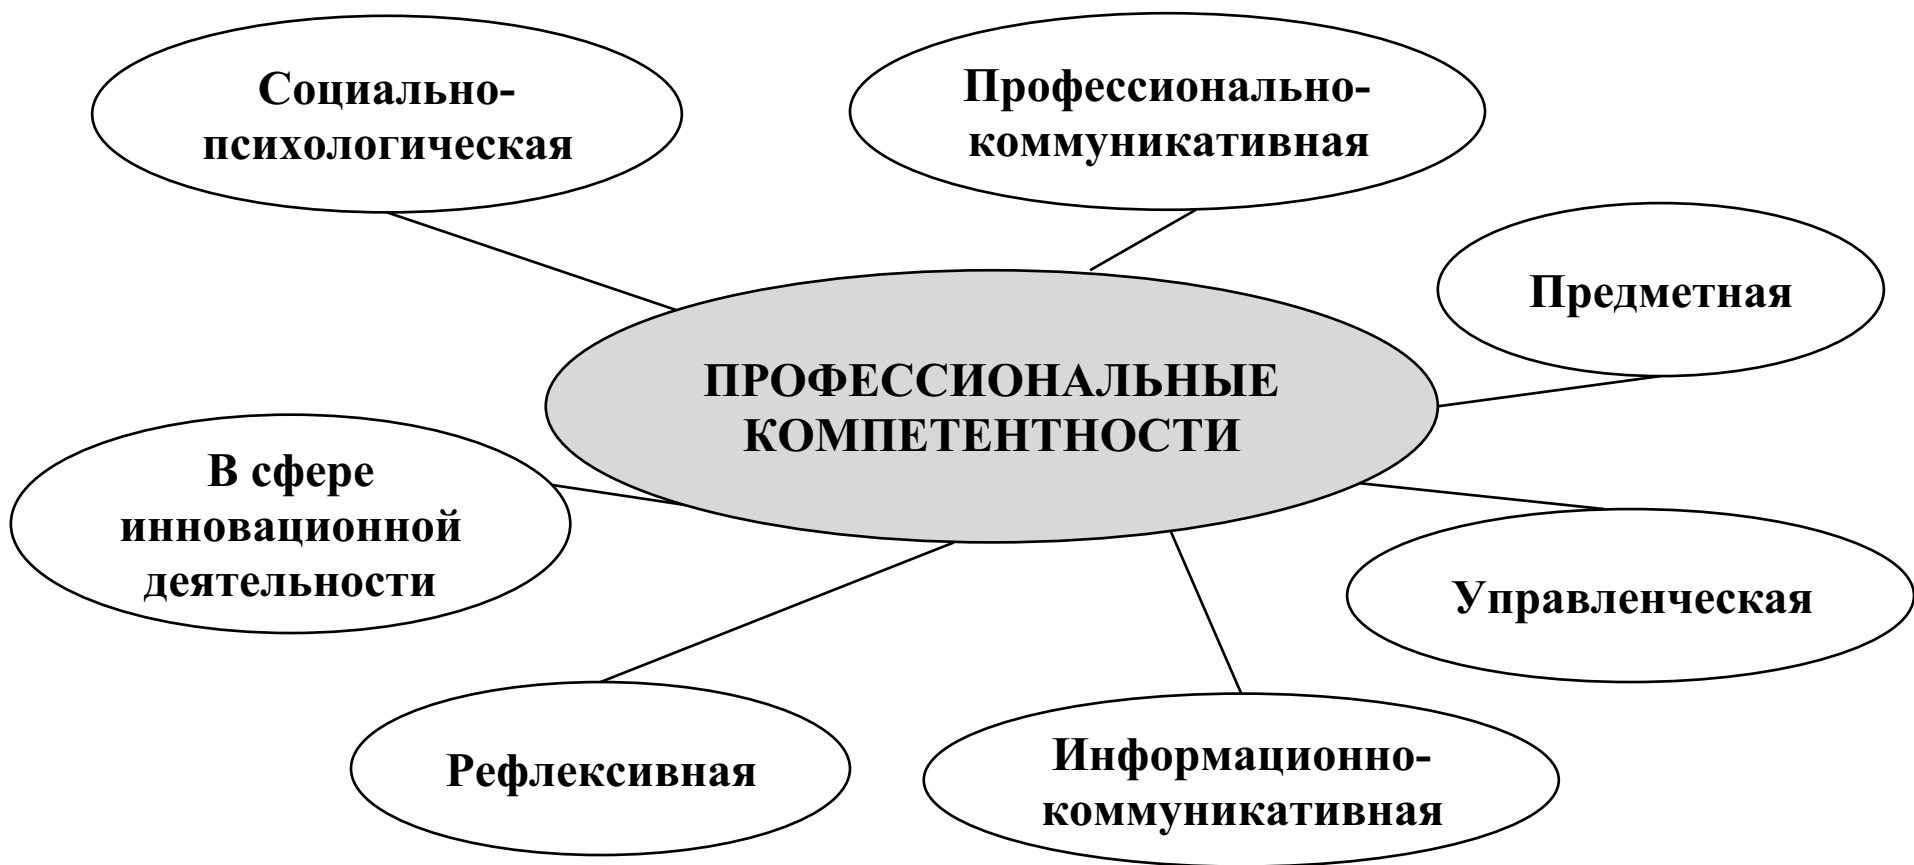 Социально-
психологическая
Профессионально-
коммуникативная
Предметная
ПРОФЕССИОНАЛЬНЫЕ
КОМПЕТЕНТНОСТИ
В сфере
инновационной
деятельности
Управленческая
Рефлексивная
Информационно-
коммуникативная